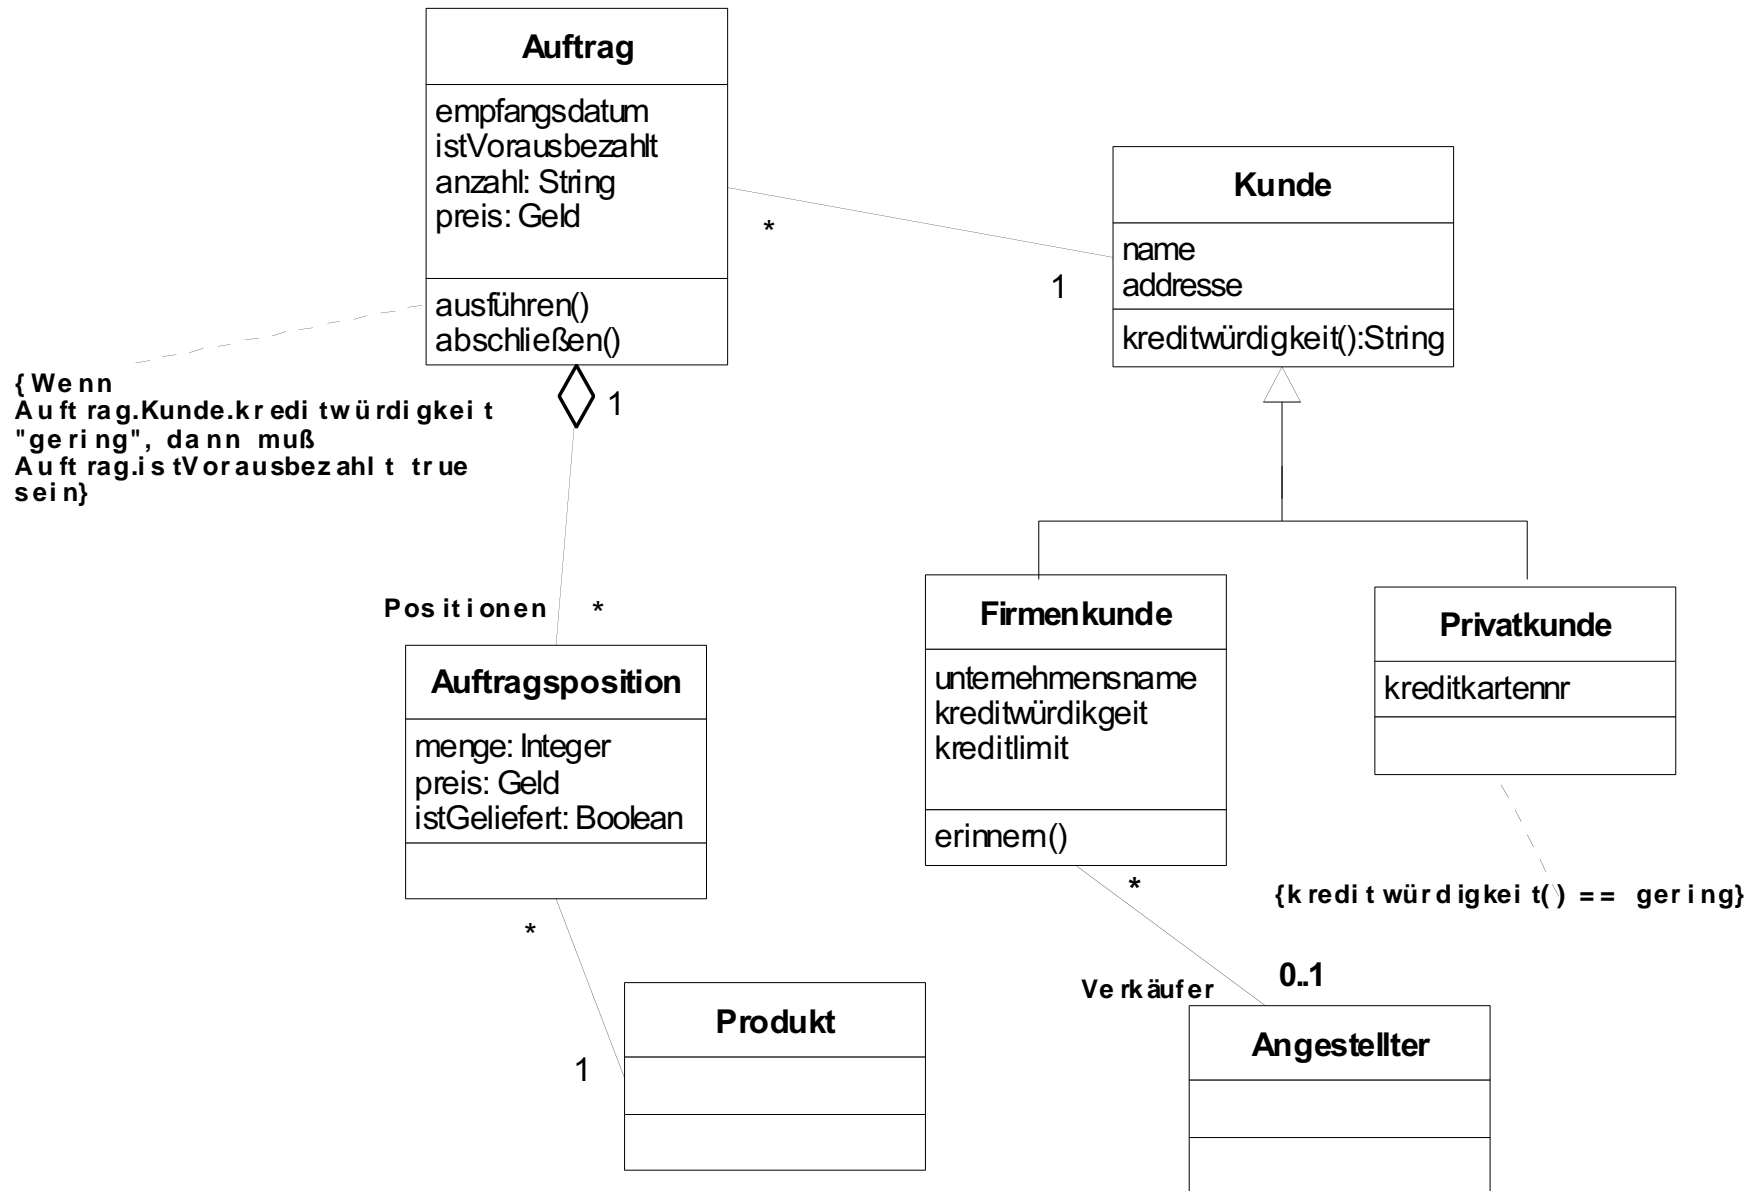 Auftrag
empfangsdatum
istVorausbezahlt
anzahl: String
preis: Geld
ausführen()
abschließen()
*
1
Kunde
name
addresse
kreditwürdigkeit():String
{Wenn
Auftrag.Kunde.kreditwürdigkeit
"gering", dann muß
Auftrag.istVorausbezahlt true
sein}
1
Positionen *
Auftragsposition
menge: Integer
preis: Geld
istGeliefert: Boolean
*
1
Produkt
Firmenkunde
unternehmensname
kreditwürdikgeit
kreditlimit
erinnern()
Privatkunde
kreditkartennr
{kreditwürdigkeit() == gering}
*
0..1
Verkäufer
Angestellter